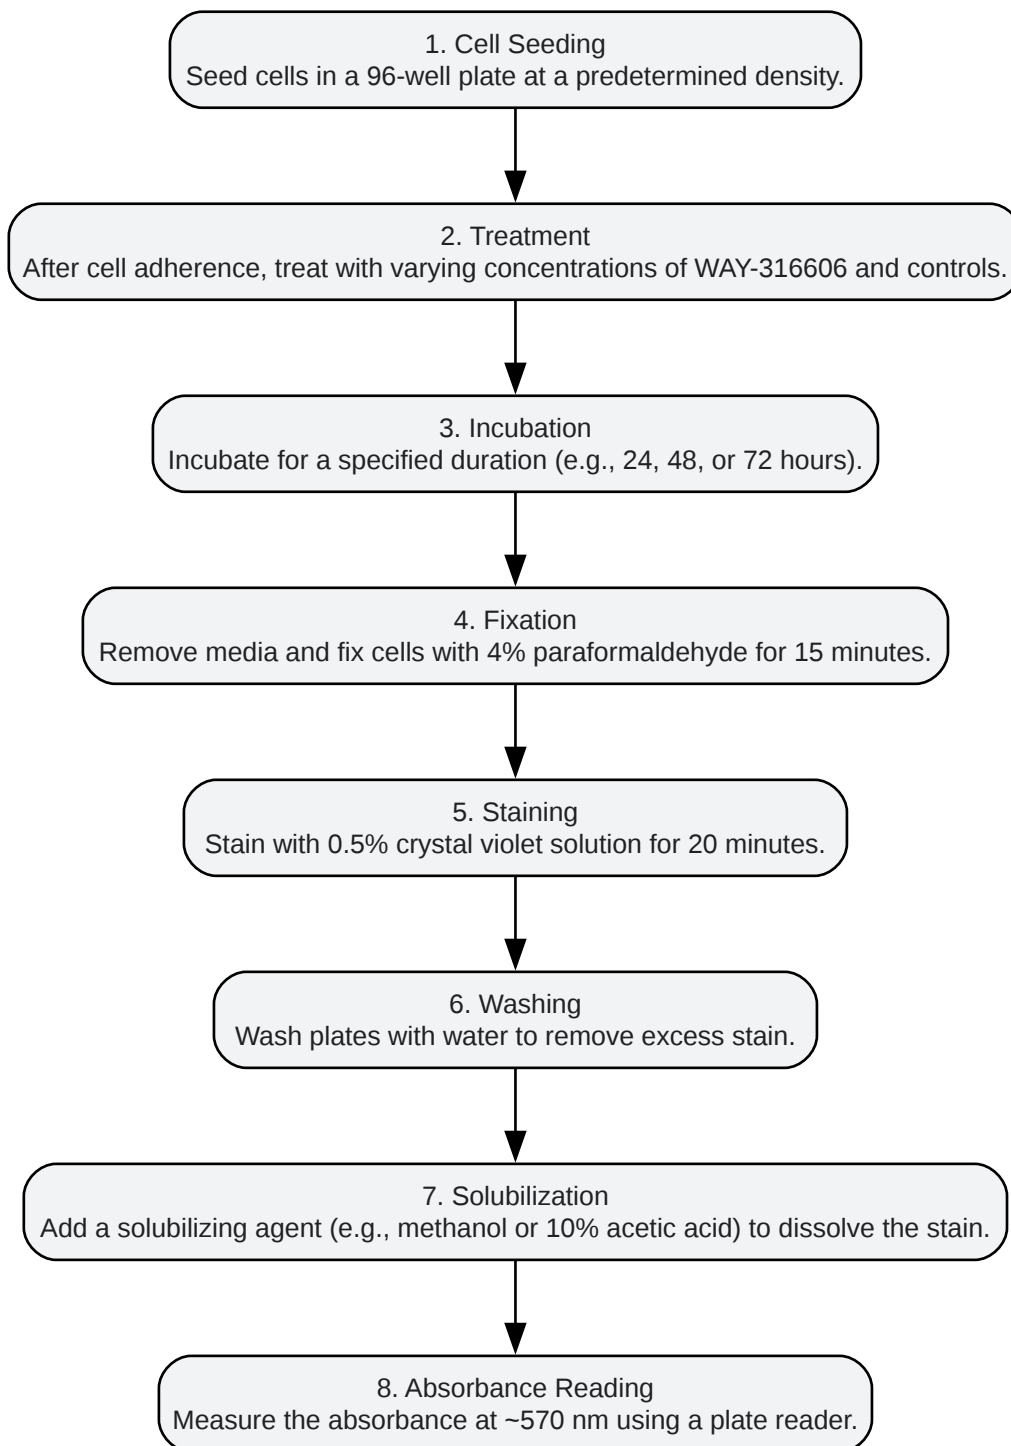 1. Cell Seeding
Seed cells in a 96-well plate at a predetermined density.
2. Treatment
After cell adherence, treat with varying concentrations of WAY-316606 and controls.
3. Incubation
Incubate for a specified duration (e.g., 24, 48, or 72 hours).
4. Fixation
Remove media and fix cells with 4% paraformaldehyde for 15 minutes.
5. Staining
Stain with 0.5% crystal violet solution for 20 minutes.
6. Washing
Wash plates with water to remove excess stain.
7. Solubilization
Add a solubilizing agent (e.g., methanol or 10% acetic acid) to dissolve the stain.
8. Absorbance Reading
Measure the absorbance at ~570 nm using a plate reader.